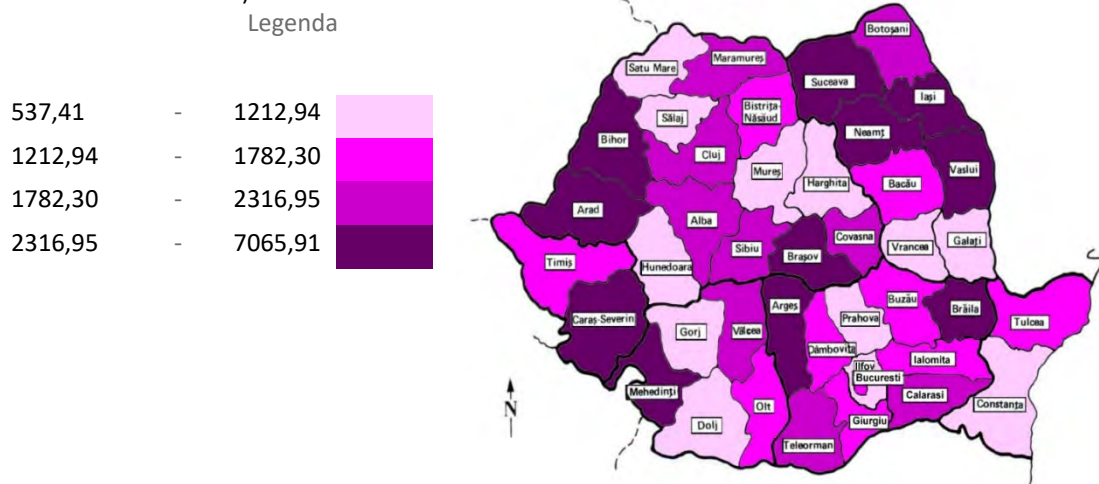 Legenda
537,41 - 1212,94
1212,94 - 1782,30
1782,30 - 2316,95
2316,95 - 7065,91
Botoșani
Maramureș
Satu Mare
Suceava
Iași
Bistrița-
Năsăud
Sălaj
Neamț
Bihor
Cluj
Vaslui
Mureș
Harghita
Bacău
Arad
Alba
Covasna
Galați
Sibiu
Vrancea
Brașov
Timiș
Hunedoara
Buzău
Argeș
Brăila
Caraș-Severin
Prahova
Tulcea
Gorj
Vâlcea
Dâmbovița
Ialomita
Ilfov
Bucuresti
Mehedinți
Calarasi
Constanța
Olt
N
Dolj
Giurgiu
Teleorman